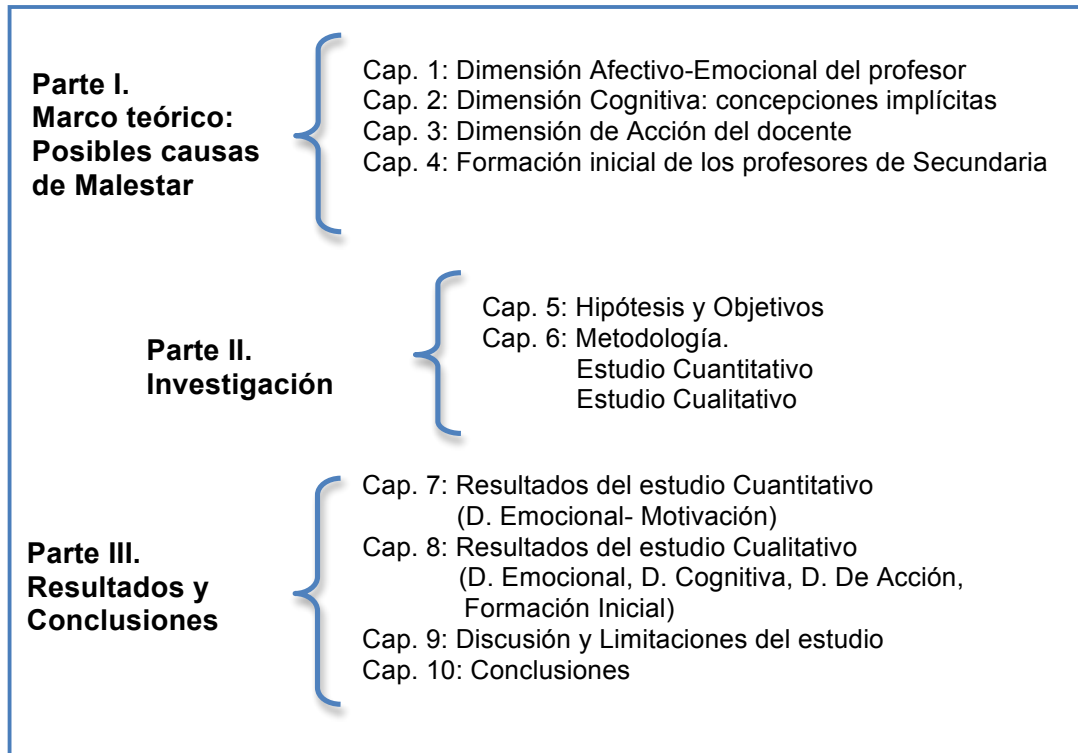 Parte I.
Marco teórico:
Posibles causas
de Malestar
Cap. 1: Dimensión Afectivo-Emocional del profesor
Cap. 2: Dimensión Cognitiva: concepciones implícitas
Cap. 3: Dimensión de Acción del docente
Cap. 4: Formación inicial de los profesores de Secundaria
Parte II.
Investigación
Cap. 5: Hipótesis y Objetivos
Cap. 6: Metodología.
Estudio Cuantitativo
Estudio Cualitativo
Parte III.
Resultados y
Conclusiones
Cap. 7: Resultados del estudio Cuantitativo
(D. Emocional- Motivación)
Cap. 8: Resultados del estudio Cualitativo
(D. Emocional, D. Cognitiva, D. De Acción,
Formación Inicial)
Cap. 9: Discusión y Limitaciones del estudio
Cap. 10: Conclusiones